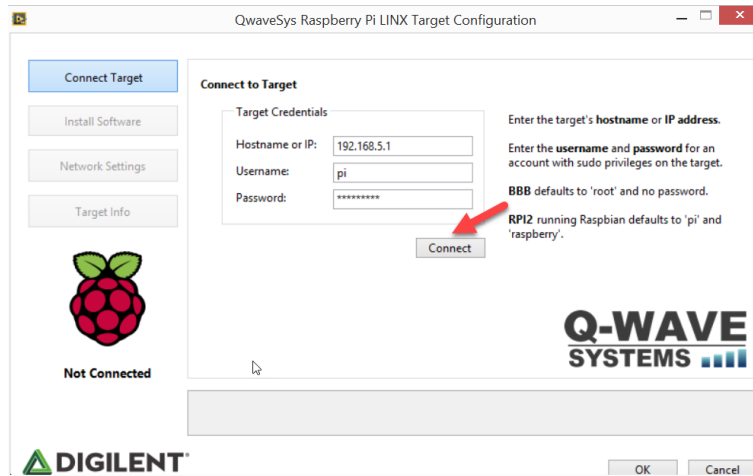 QwaveSys Raspberry Pi LINX Target Configuration
Connect Target
Install Software
Network Settings
Target Info
Not Connected
Connect to Target
Target Credentials
Hostname or IP: 192.168.5.1
Username: pi
Password: *********
Connect
Enter the target's hostname or IP address.
Enter the username and password for an
account with sudo privileges on the target.
BBB defaults to 'root' and no password.
RPI2 running Raspbian defaults to 'pi' and
'raspberry'.
Q-WAVE
SYSTEMS
DIGILENT
OK
Cancel